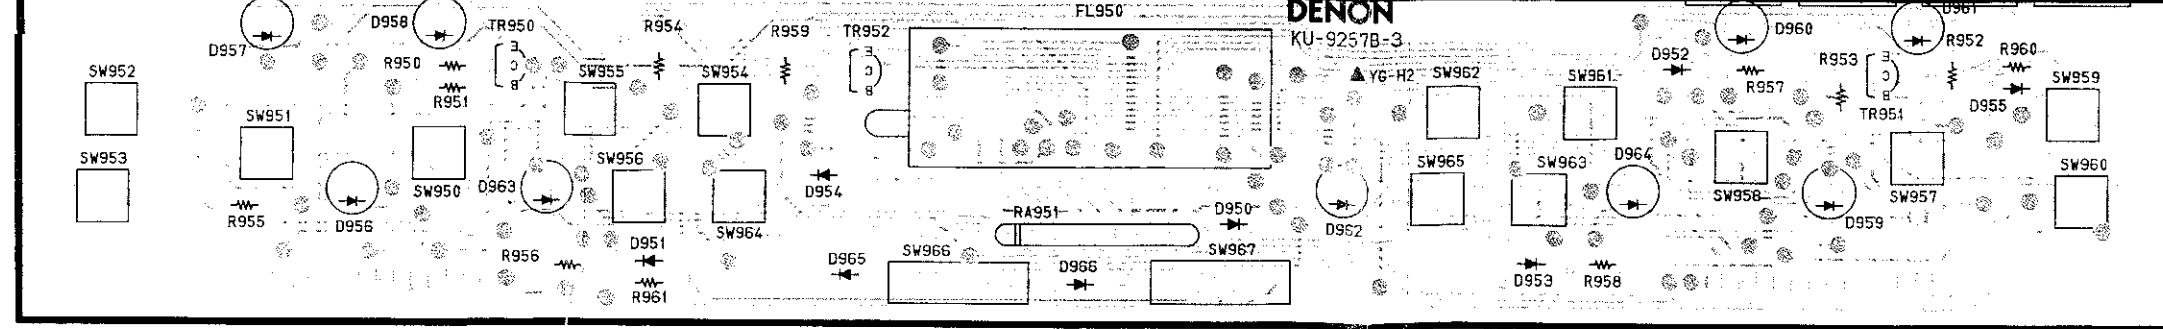 FL950
DENON
KU-9257B-3
D958
D957
TR950
E
C
B
R954
R959
TR952
E
C
B
R950
R951
SW952
SW951
SW955
SW954
SW953
SW950
D963
SW956
R955
D956
SW964
D954
R956
D951
R961
D965
SW966
RA951
D966
D950
SW967
YG-H2
SW962
SW961
D952
D960
D961
R957
R953
E
C
B
TR951
R952
R960
D955
SW959
SW965
SW963
D964
SW958
D959
SW957
SW960
D962
D953
R958